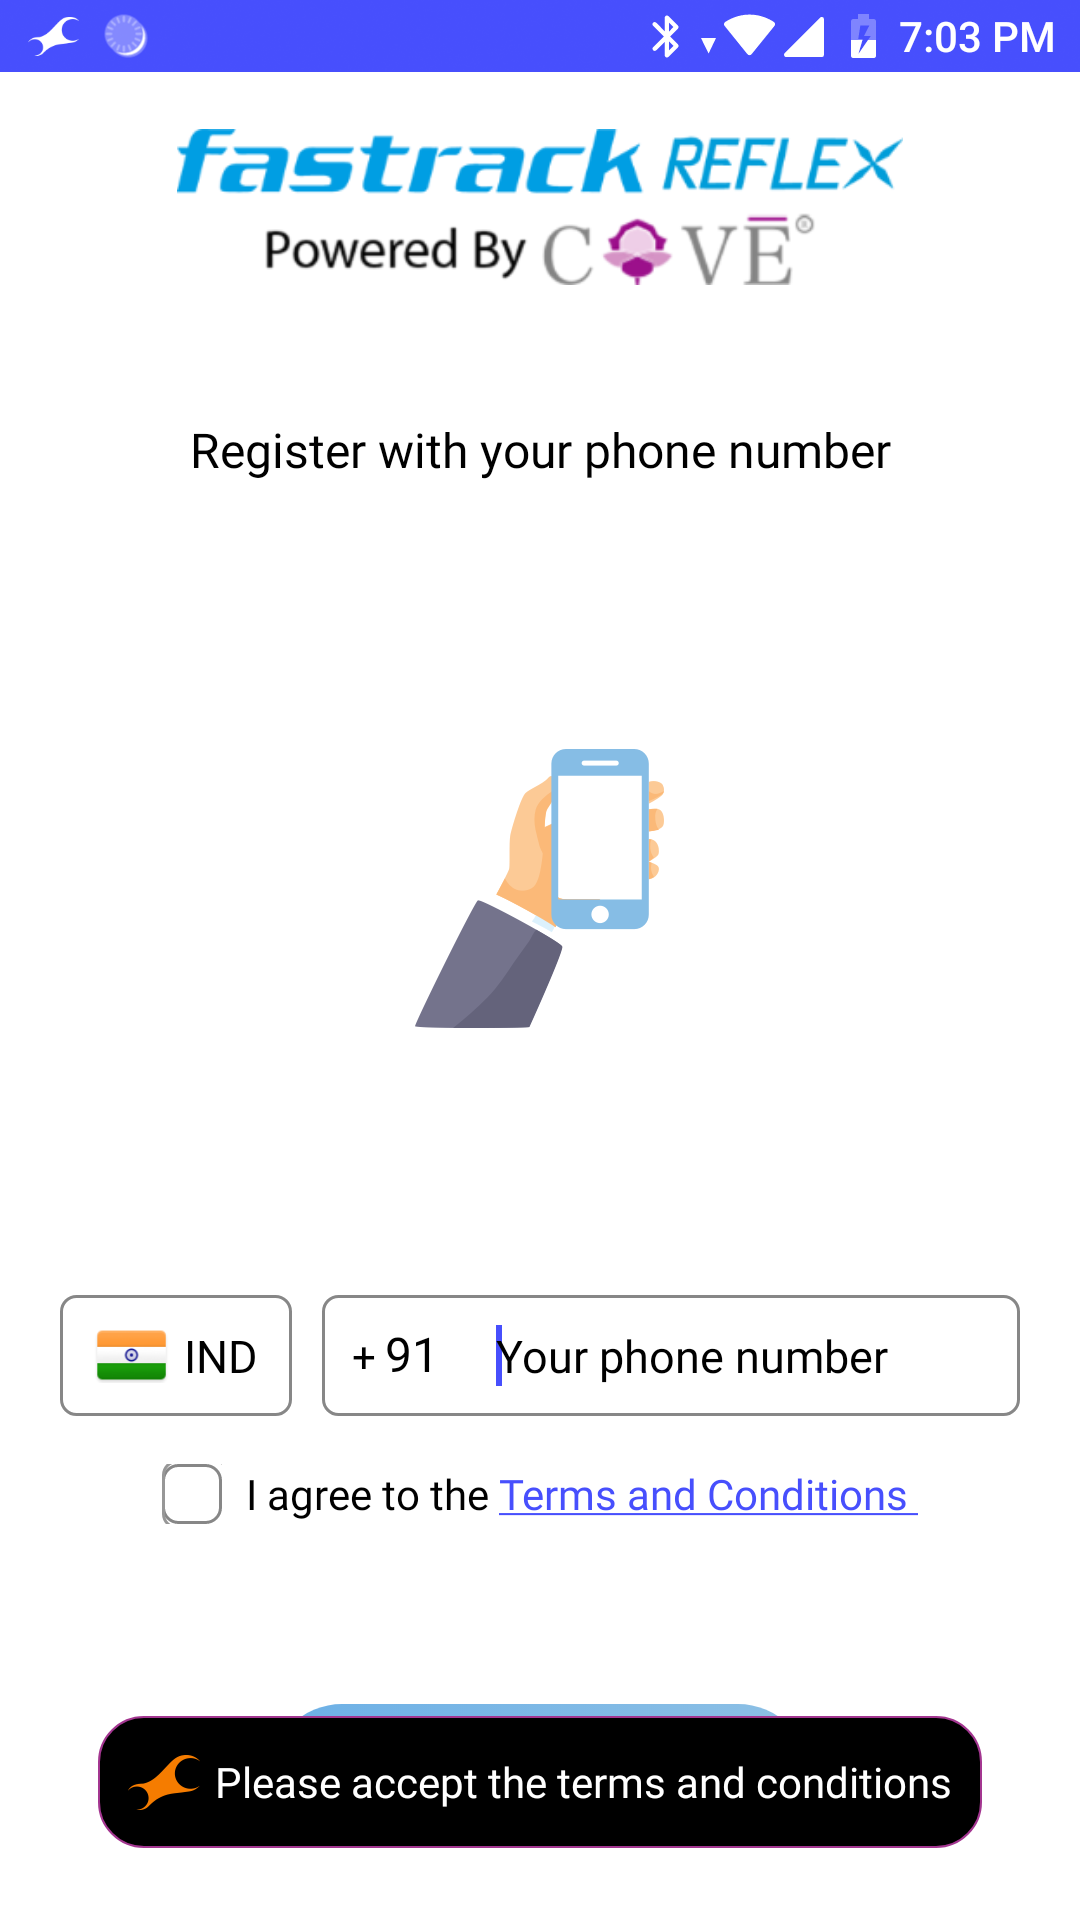 7:03 PM
fastrack REFLEX
Powered By COVE®
Register with your phone number
IND + 91 Your phone number
I agree to the Terms and Conditions
Please accept the terms and conditions